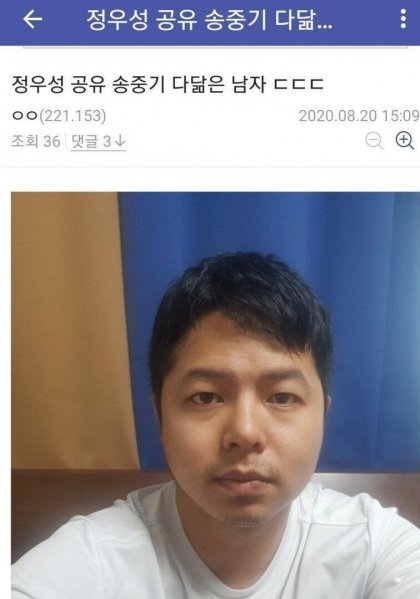 정우성 공유 송중기 다닮...
정우성 공유 송중기 다닮은 남자 ㄷㄷㄷ
ㅇㅇ(221.153) 2020.08.20 15:09
조회 36 댓글 3↓